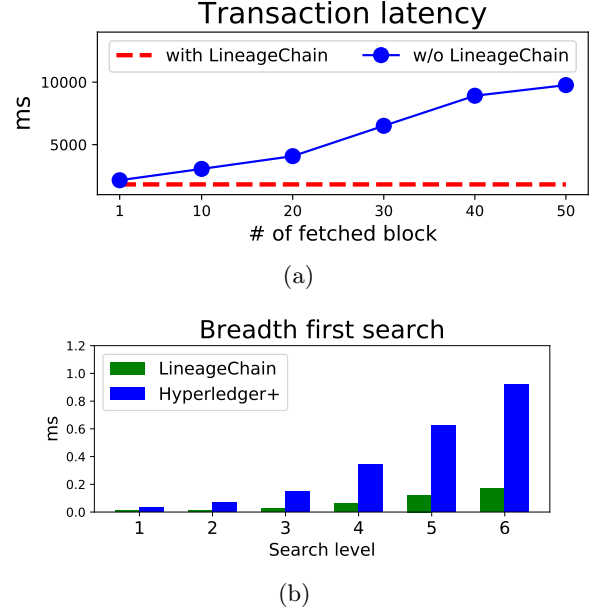 Transaction latency
with LineageChain
w/o LineageChain
10000
5000
ms
1 10 20 30 40 50
# of fetched block
(a)
Breadth first search
1.2
1.0
0.8
0.6
0.4
0.2
0.0
ms
LineageChain
Hyperledger+
1 2 3 4 5 6
Search level
(b)